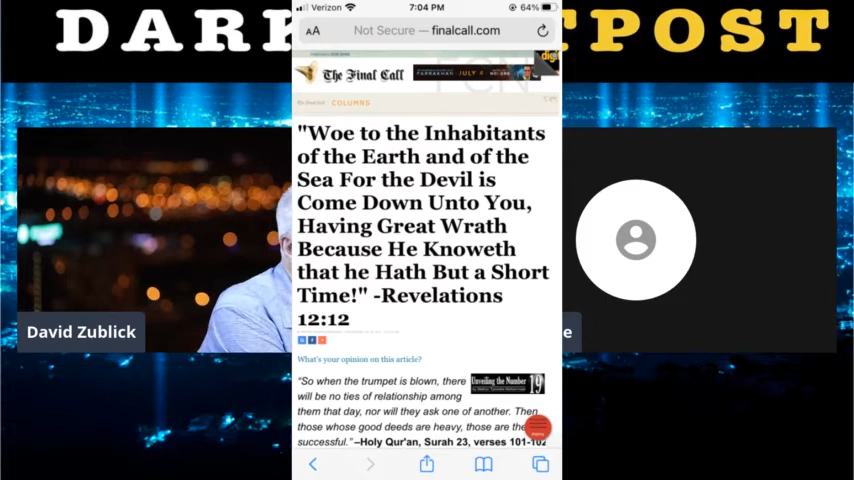 DARK
TPOST
Verizon
7:04 PM
64%
AA
Not Secure — finalcall.com
The Final Call
FARRAKHAN JULY 4
FCN
COLUMNS
"Woe to the Inhabitants
of the Earth and of the
Sea For the Devil is
Come Down Unto You,
Having Great Wrath
Because He Knoweth
that he Hath But a Short
Time!" -Revelations
12:12
What's your opinion on this article?
"So when the trumpet is blown, there
will be no ties of relationship among
them that day, nor will they ask one of another. Then
those whose good deeds are heavy, those are the
successful." –Holy Qur'an, Surah 23, verses 101-102
Unveiling the Number 19
David Zublick
e